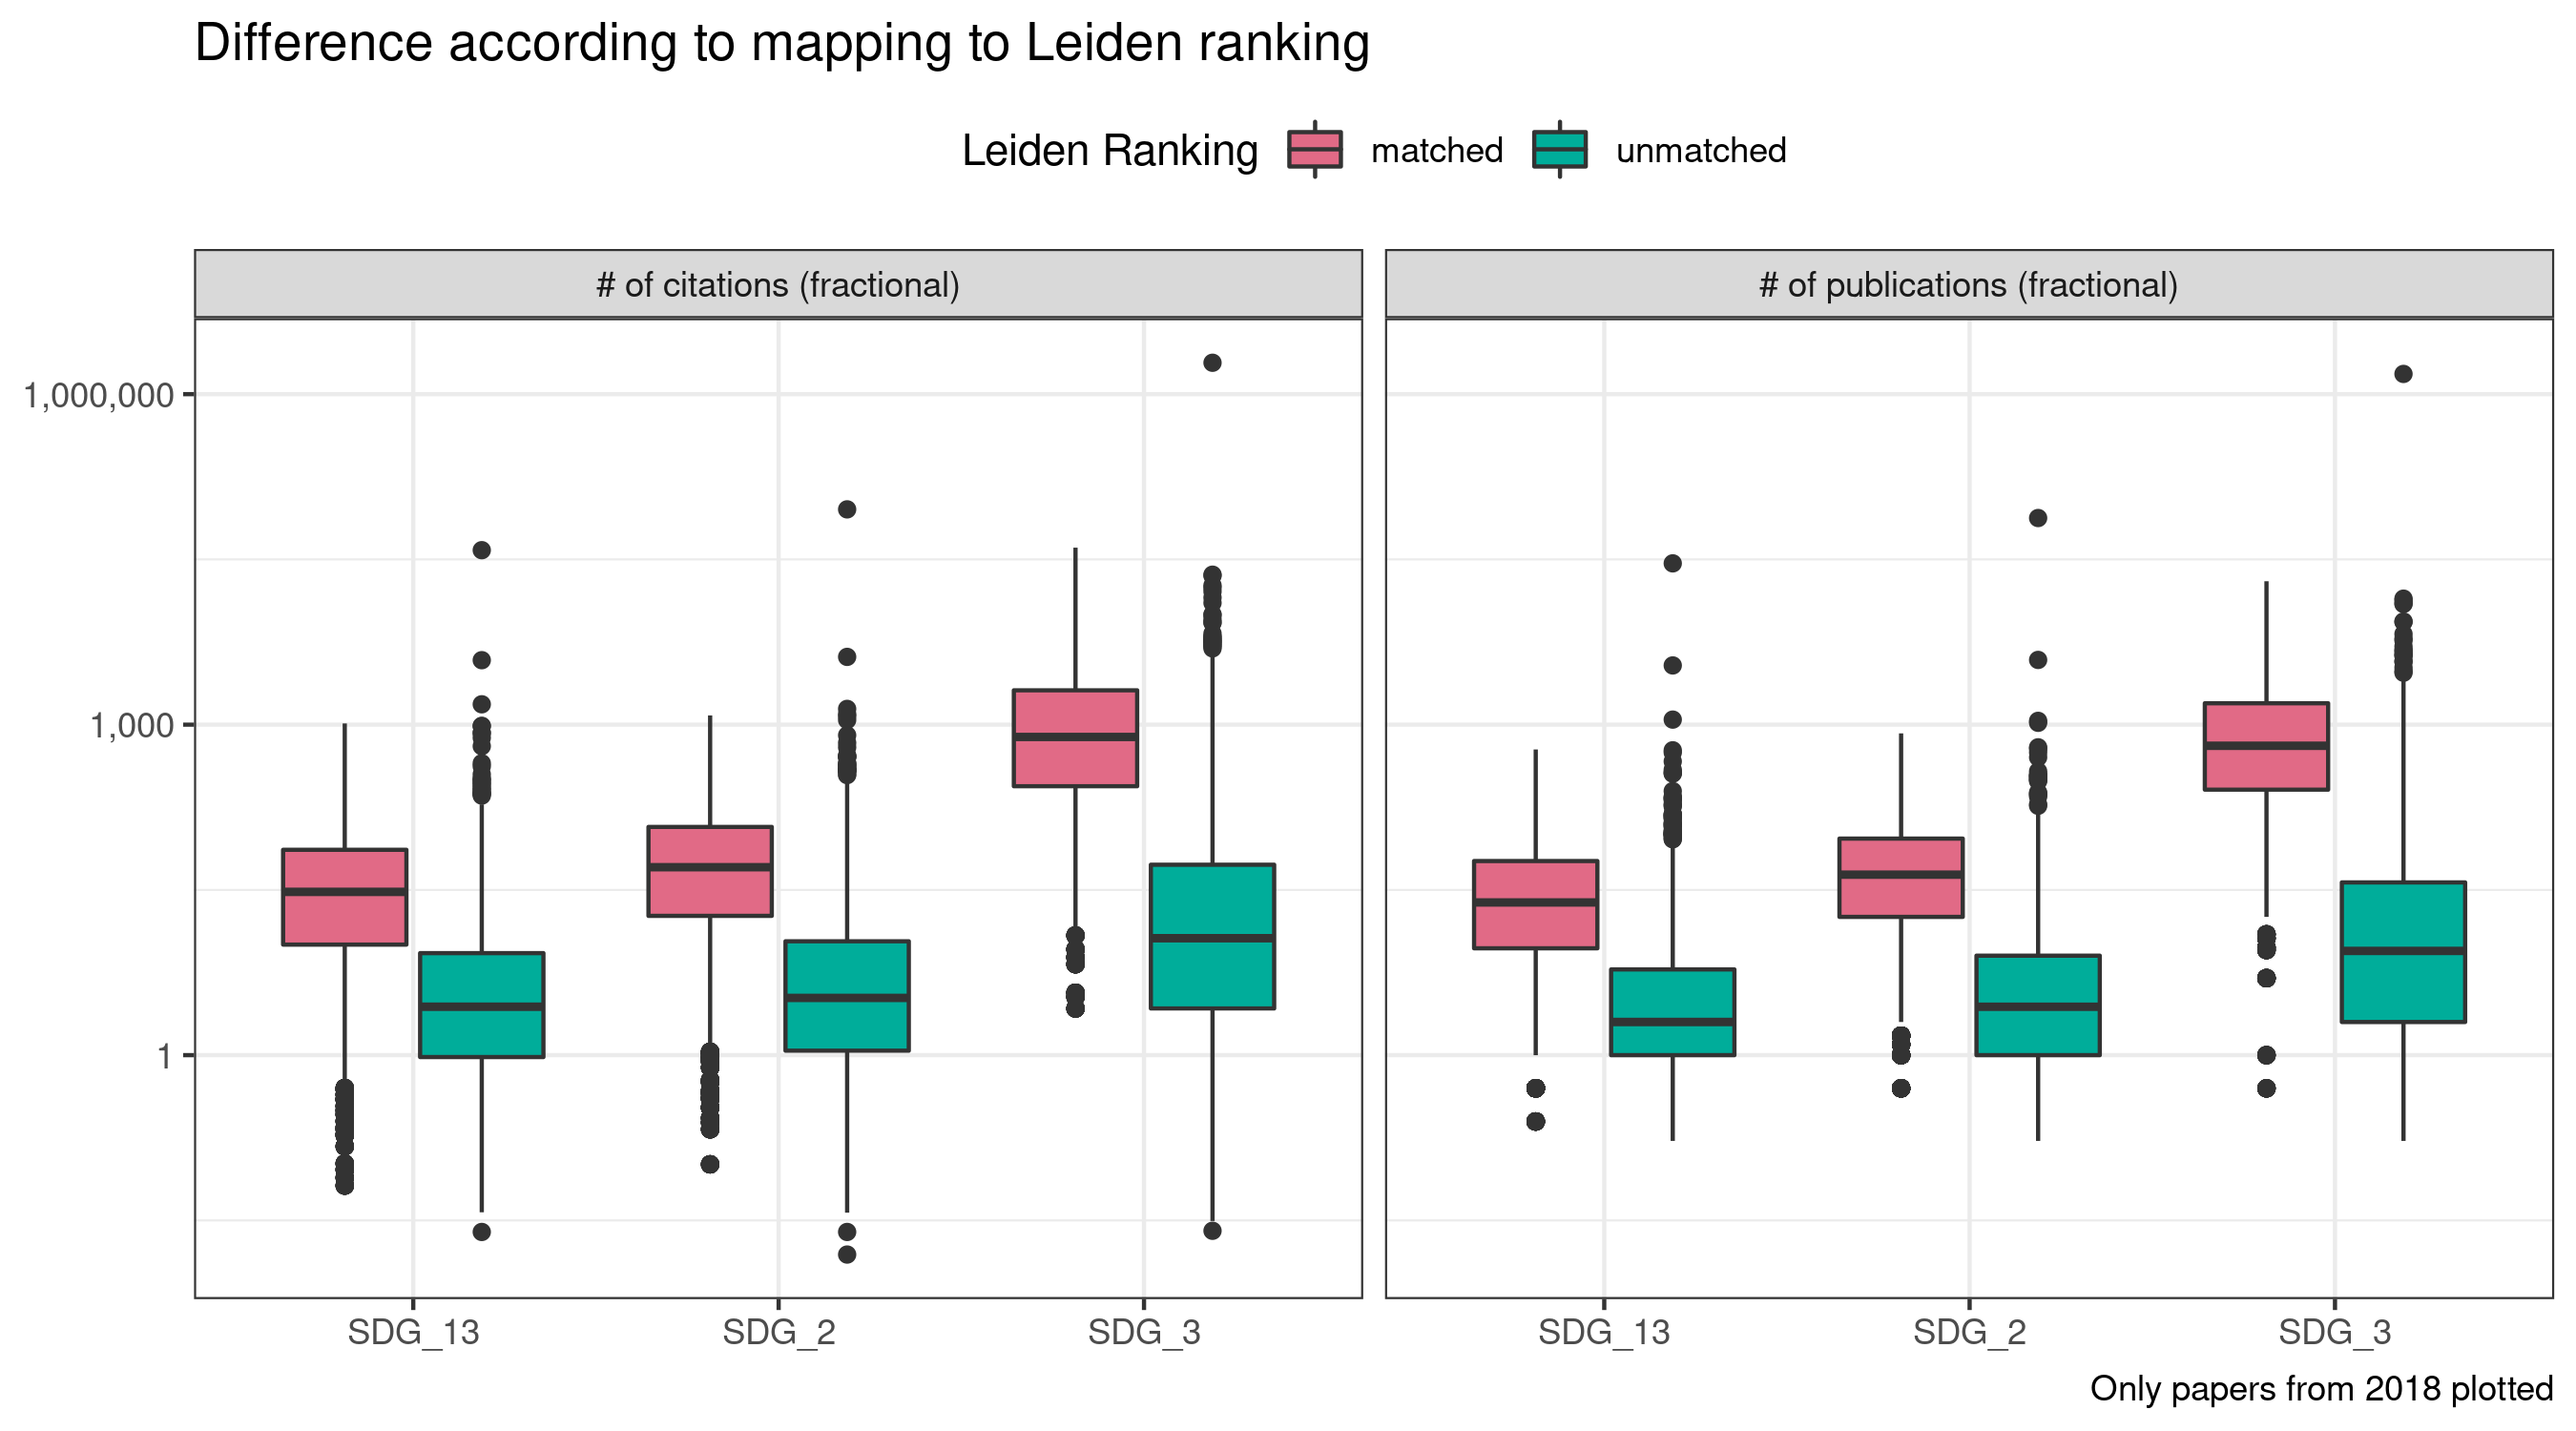 Difference according to mapping to Leiden ranking
Leiden Ranking matched unmatched
# of citations (fractional) # of publications (fractional)
1,000,000
1,000
1
SDG_13 SDG_2 SDG_3 SDG_13 SDG_2 SDG_3
Only papers from 2018 plotted